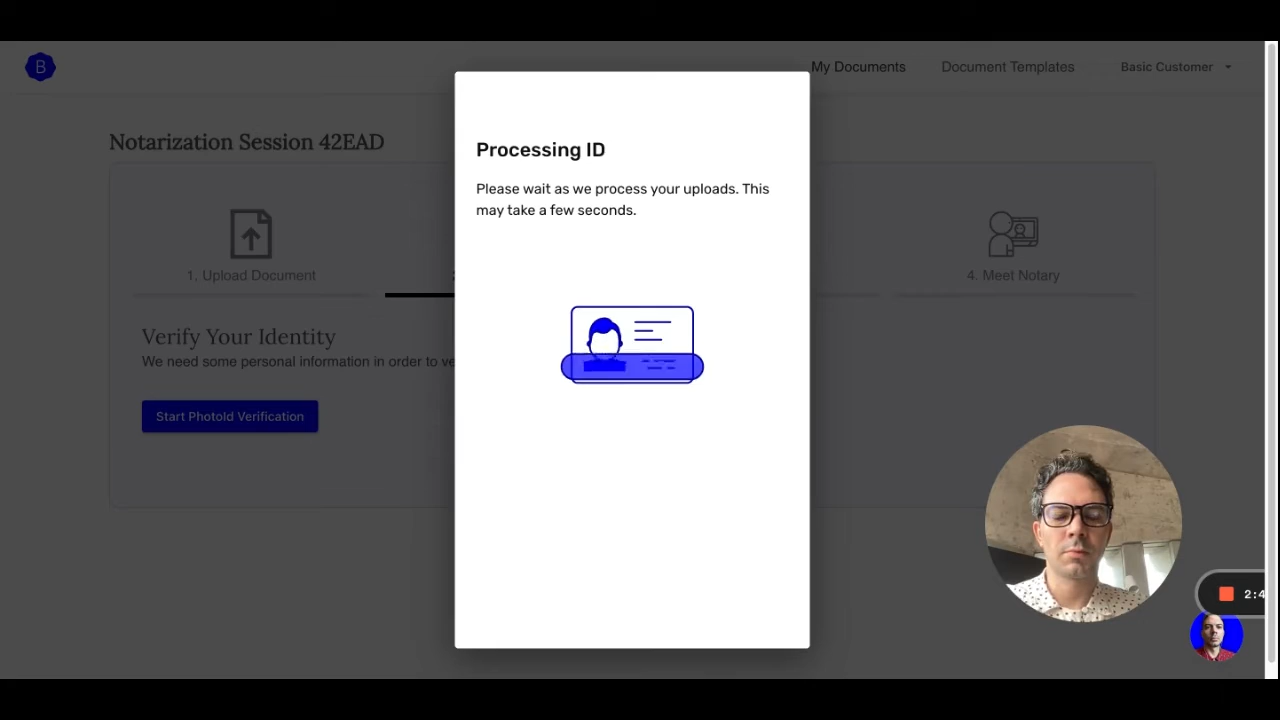 B
My Documents
Document Templates
Basic Customer
Notarization Session 42EAD
1. Upload Document
4. Meet Notary
Verify Your Identity
We need some personal information in order to ve
Start PhotoId Verification
Processing ID
Please wait as we process your uploads. This
may take a few seconds.
2:4